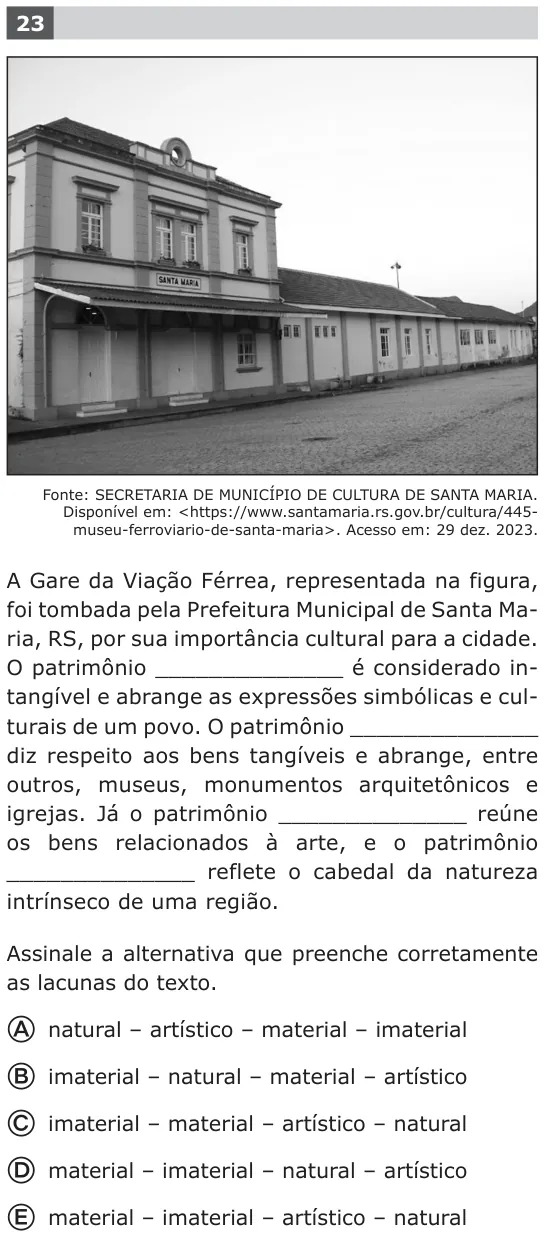 23
SANTA MARIA
Fonte: SECRETARIA DE MUNICÍPIO DE CULTURA DE SANTA MARIA.
Disponível em: <https://www.santamaria.rs.gov.br/cultura/445-
museu-ferroviario-de-santa-maria>. Acesso em: 29 dez. 2023.
A Gare da Viação Férrea, representada na figura,
foi tombada pela Prefeitura Municipal de Santa Ma-
ria, RS, por sua importância cultural para a cidade.
O patrimônio ______________ é considerado in-
tangível e abrange as expressões simbólicas e cul-
turais de um povo. O patrimônio ______________
diz respeito aos bens tangíveis e abrange, entre
outros, museus, monumentos arquitetônicos e
igrejas. Já o patrimônio ______________ reúne
os bens relacionados à arte, e o patrimônio
______________ reflete o cabedal da natureza
intrínseco de uma região.
Assinale a alternativa que preenche corretamente
as lacunas do texto.
A natural – artístico – material – imaterial
B imaterial – natural – material – artístico
C imaterial – material – artístico – natural
D material – imaterial – natural – artístico
E material – imaterial – artístico – natural